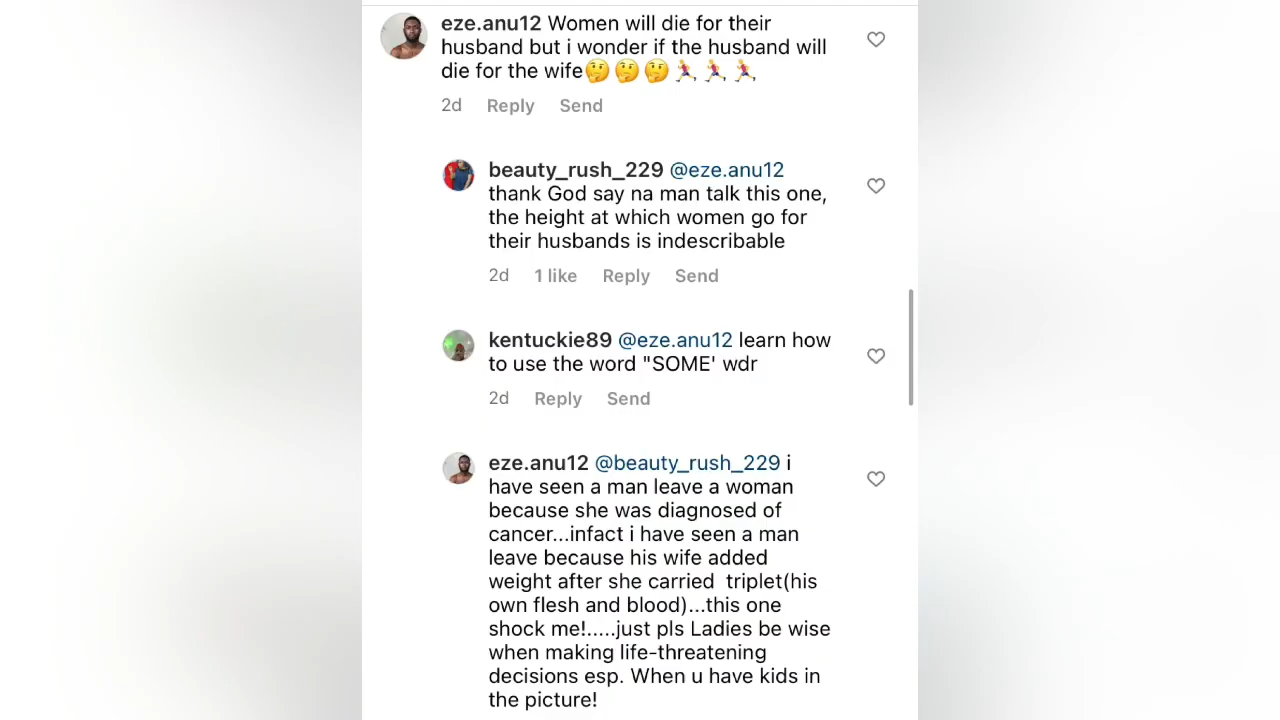 eze.anu12 Women will die for their
husband but i wonder if the husband will
die for the wife🤔🤔🤔🏃‍♀️🏃‍♀️🏃‍♀️
2d Reply Send
beauty_rush_229 @eze.anu12
thank God say na man talk this one,
the height at which women go for
their husbands is indescribable
2d 1 like Reply Send
kentuckie89 @eze.anu12 learn how
to use the word "SOME' wdr
2d Reply Send
eze.anu12 @beauty_rush_229 i
have seen a man leave a woman
because she was diagnosed of
cancer...infact i have seen a man
leave because his wife added
weight after she carried  triplet(his
own flesh and blood)...this one
shock me!.....just pls Ladies be wise
when making life-threatening
decisions esp. When u have kids in
the picture!